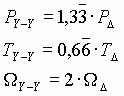 P_{Y-Y} = 1,33̄ · P_Δ
T_{Y-Y} = 0,66̄ · T_Δ
Ω_{Y-Y} = 2 · Ω_Δ